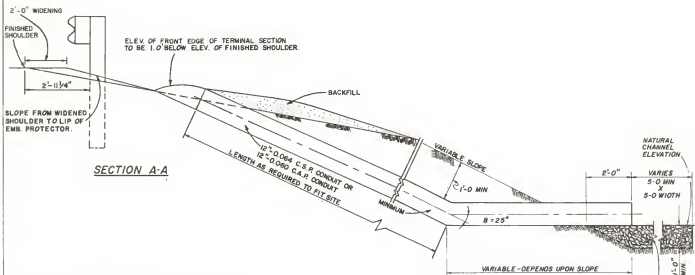 2'-0" WIDENING
FINISHED
SHOULDER
2'-11 1/4"
SLOPE FROM WIDENED
SHOULDER TO LIP OF
EMB. PROTECTOR.
SECTION A-A
ELEV. OF FRONT EDGE OF TERMINAL SECTION
TO BE 1.0' BELOW ELEV. OF FINISHED SHOULDER.
BACKFILL
12"-0.064 C.S.P. CONDUIT OR
12"-0.060 C.A.P. CONDUIT
LENGTH AS REQUIRED TO FIT SITE
MINIMUM
VARIABLE SLOPE
1'-0 MIN
B = 25°
2'-0"
NATURAL
CHANNEL
ELEVATION
VARIES
5-0 MIN
X
5-0 WIDTH
1'-0"
MIN.
VARIABLE-DEPENDS UPON SLOPE